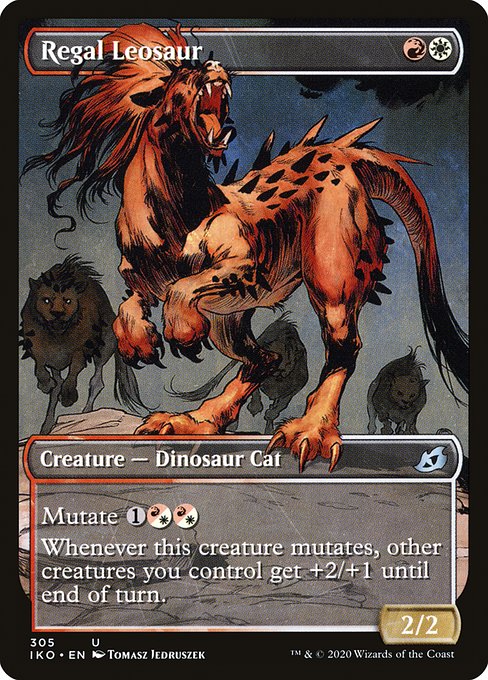 Regal Leosaur
Creature — Dinosaur Cat
Mutate 1
Whenever this creature mutates, other
creatures you control get +2/+1 until
end of turn.
2/2
305 U
IKO • EN Tomasz Jedruszek
™ & © 2020 Wizards of the Coast